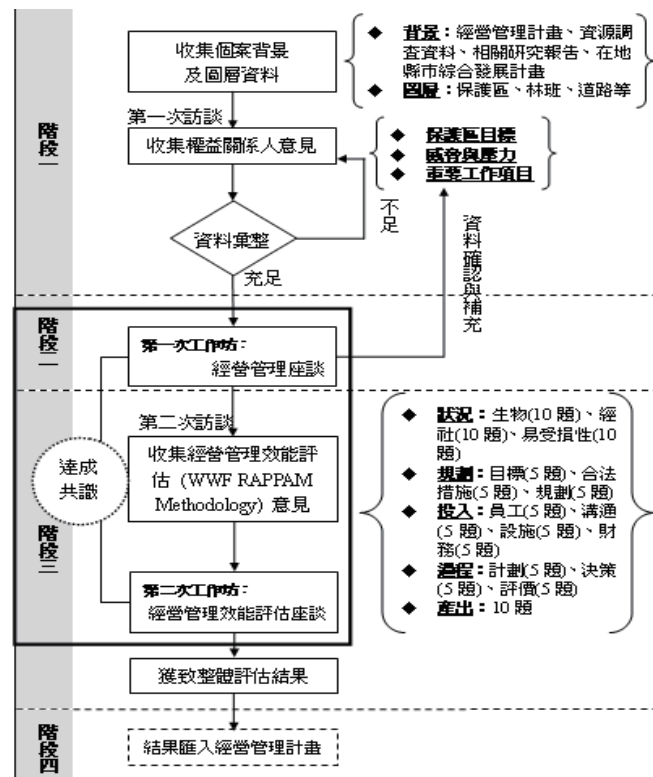 階段一
收集個案背景
及圖層資料
◆ 背景：經營管理計畫、資源調
查資料、相關研究報告、在地
縣市綜合發展計畫
◆ 圖層：保護區、林班、道路等
第一次訪談
收集權益關係人意見
◆ 保護區目標
◆ 威脅與壓力
◆ 重要工作項目
不足
資料彙整
充足
資料確認與補充
階段二
第一次工作坊：
經營管理座談
階段三
達成
共識
第二次訪談
收集經營管理效能評
估 (WWF RAPPAM
Methodology) 意見
◆ 狀況：生物(10 題)、經
社(10 題)、易受損性(10
題)
◆ 規劃：目標(5 題)、合法
措施(5 題)、規劃(5 題)
◆ 投入：員工(5 題)、溝通
(5 題)、設施(5 題)、財
務(5 題)
◆ 過程：計劃(5 題)、決策
(5 題)、評價(5 題)
◆ 產出：10 題
第二次工作坊：
經營管理效能評估座談
獲致整體評估結果
階段四
結果匯入經營管理計畫